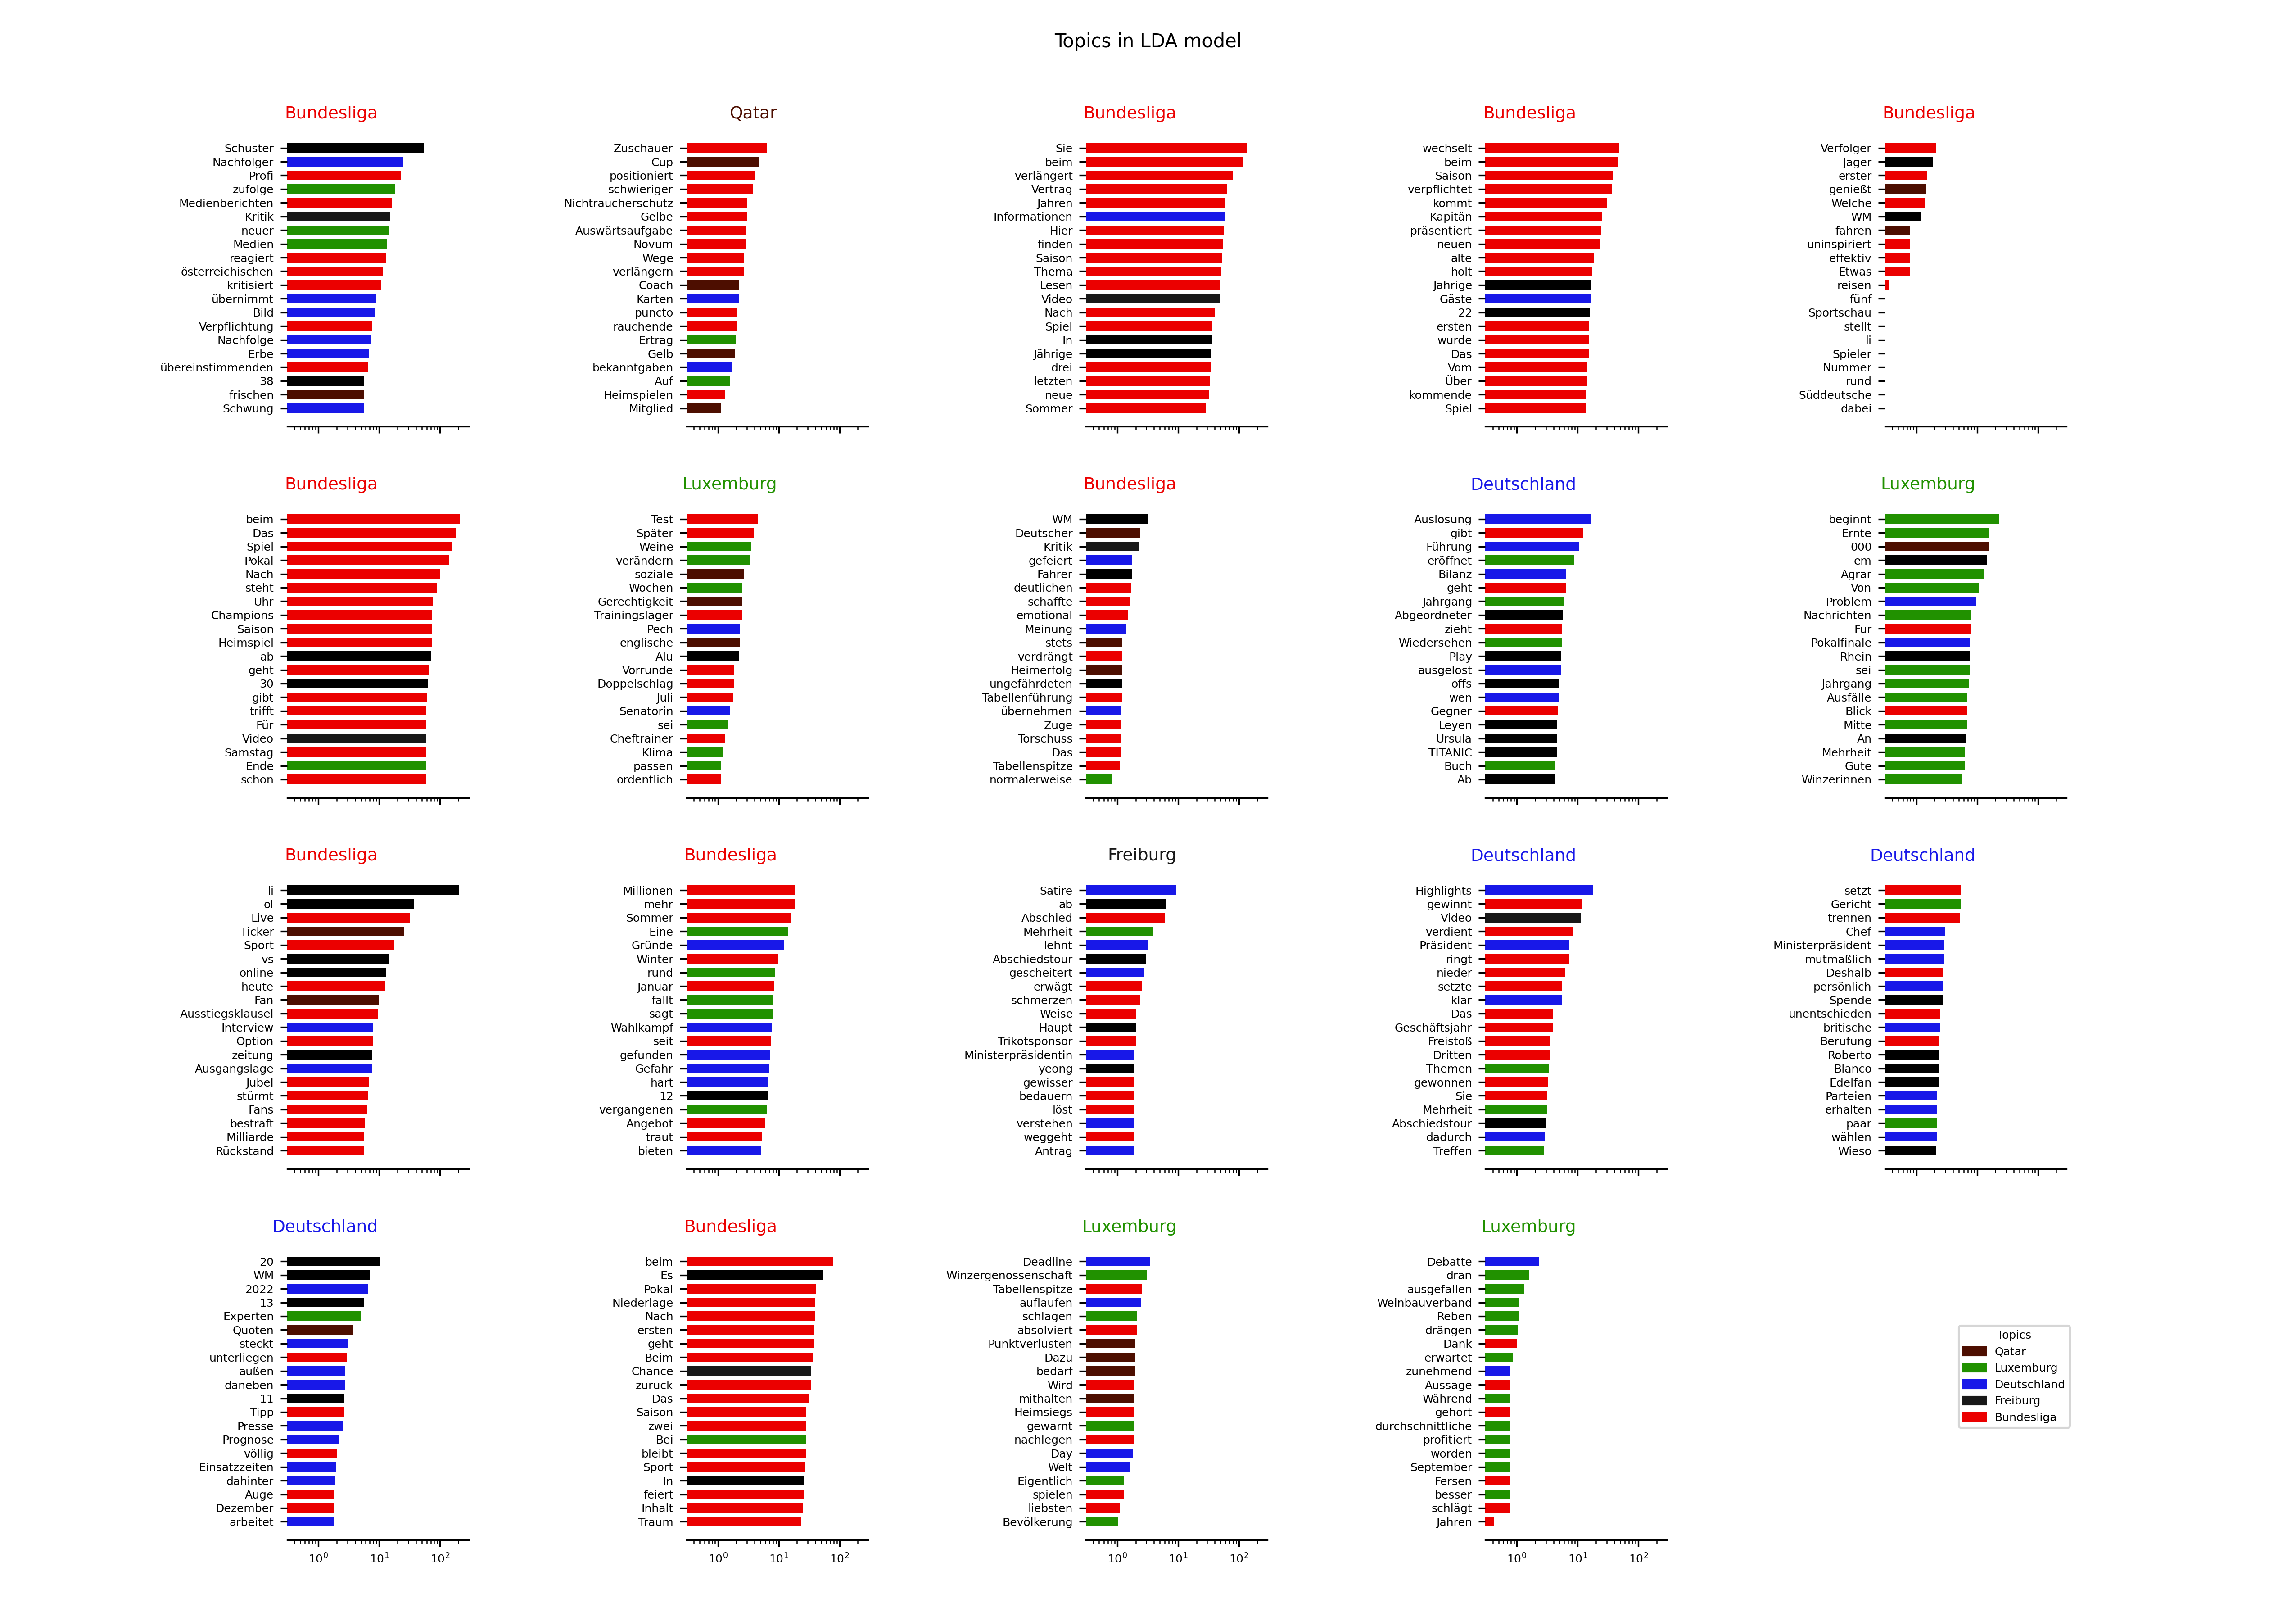 Topics in LDA model
Bundesliga
Schuster
Nachfolger
Profi
zufolge
Medienberichten
Kritik
neuer
Medien
reagiert
österreichischen
kritisiert
übernimmt
Bild
Verpflichtung
Nachfolge
Erbe
übereinstimmenden
38
frischen
Schwung
Qatar
Zuschauer
Cup
positioniert
schwieriger
Nichtraucherschutz
Gelbe
Auswärtsaufgabe
Novum
Wege
verlängern
Coach
Karten
puncto
rauchende
Ertrag
Gelb
bekanntgaben
Auf
Heimspielen
Mitglied
Bundesliga
Sie
beim
verlängert
Vertrag
Jahren
Informationen
Hier
finden
Saison
Thema
Lesen
Video
Nach
Spiel
In
Jährige
drei
letzten
neue
Sommer
Bundesliga
wechselt
beim
Saison
verpflichtet
kommt
Kapitän
präsentiert
neuen
alte
holt
Jährige
Gäste
22
ersten
wurde
Das
Vom
Über
kommende
Spiel
Bundesliga
Verfolger
Jäger
erster
genießt
Welche
WM
fahren
uninspiriert
effektiv
Etwas
reisen
fünf
Sportschau
stellt
li
Spieler
Nummer
rund
Süddeutsche
dabei
Bundesliga
beim
Das
Spiel
Pokal
Nach
steht
Uhr
Champions
Saison
Heimspiel
ab
geht
30
gibt
trifft
Für
Video
Samstag
Ende
schon
Luxemburg
Test
Später
Weine
verändern
soziale
Wochen
Gerechtigkeit
Trainingslager
Pech
englische
Alu
Vorrunde
Doppelschlag
Juli
Senatorin
sei
Cheftrainer
Klima
passen
ordentlich
Bundesliga
WM
Deutscher
Kritik
gefeiert
Fahrer
deutlichen
schaffte
emotional
Meinung
stets
verdrängt
Heimerfolg
ungefährdeten
Tabellenführung
übernehmen
Zuge
Torschuss
Das
Tabellenspitze
normalerweise
Deutschland
Auslosung
gibt
Führung
eröffnet
Bilanz
geht
Jahrgang
Abgeordneter
zieht
Wiedersehen
Play
ausgelost
offs
wen
Gegner
Leyen
Ursula
TITANIC
Buch
Ab
Luxemburg
beginnt
Ernte
000
em
Agrar
Von
Problem
Nachrichten
Für
Pokalfinale
Rhein
sei
Jahrgang
Ausfälle
Blick
Mitte
An
Mehrheit
Gute
Winzerinnen
Bundesliga
li
ol
Live
Ticker
Sport
vs
online
heute
Fan
Ausstiegsklausel
Interview
Option
zeitung
Ausgangslage
Jubel
stürmt
Fans
bestraft
Milliarde
Rückstand
Bundesliga
Millionen
mehr
Sommer
Eine
Gründe
Winter
rund
Januar
fällt
sagt
Wahlkampf
seit
gefunden
Gefahr
hart
12
vergangenen
Angebot
traut
bieten
Freiburg
Satire
ab
Abschied
Mehrheit
lehnt
Abschiedstour
gescheitert
erwägt
schmerzen
Weise
Haupt
Trikotsponsor
Ministerpräsidentin
yeong
gewisser
bedauern
löst
verstehen
weggeht
Antrag
Deutschland
Highlights
gewinnt
Video
verdient
Präsident
ringt
nieder
setzte
klar
Das
Geschäftsjahr
Freistoß
Dritten
Themen
gewonnen
Sie
Mehrheit
Abschiedstour
dadurch
Treffen
Deutschland
setzt
Gericht
trennen
Chef
Ministerpräsident
mutmaßlich
Deshalb
persönlich
Spende
unentschieden
britische
Berufung
Roberto
Blanco
Edelfan
Parteien
erhalten
paar
wählen
Wieso
Deutschland
20
WM
2022
13
Experten
Quoten
steckt
unterliegen
außen
daneben
11
Tipp
Presse
Prognose
völlig
Einsatzzeiten
dahinter
Auge
Dezember
arbeitet
10⁰ 10¹ 10²
Bundesliga
beim
Es
Pokal
Niederlage
Nach
ersten
geht
Beim
Chance
zurück
Das
Saison
zwei
Bei
bleibt
Sport
In
feiert
Inhalt
Traum
10⁰ 10¹ 10²
Luxemburg
Deadline
Winzergenossenschaft
Tabellenspitze
auflaufen
schlagen
absolviert
Punktverlusten
Dazu
bedarf
Wird
mithalten
Heimsiegs
gewarnt
nachlegen
Day
Welt
Eigentlich
spielen
liebsten
Bevölkerung
10⁰ 10¹ 10²
Luxemburg
Debatte
dran
ausgefallen
Weinbauverband
Reben
drängen
Dank
erwartet
zunehmend
Aussage
Während
gehört
durchschnittliche
profitiert
worden
September
Fersen
besser
schlägt
Jahren
10⁰ 10¹ 10²
Topics
Qatar
Luxemburg
Deutschland
Freiburg
Bundesliga